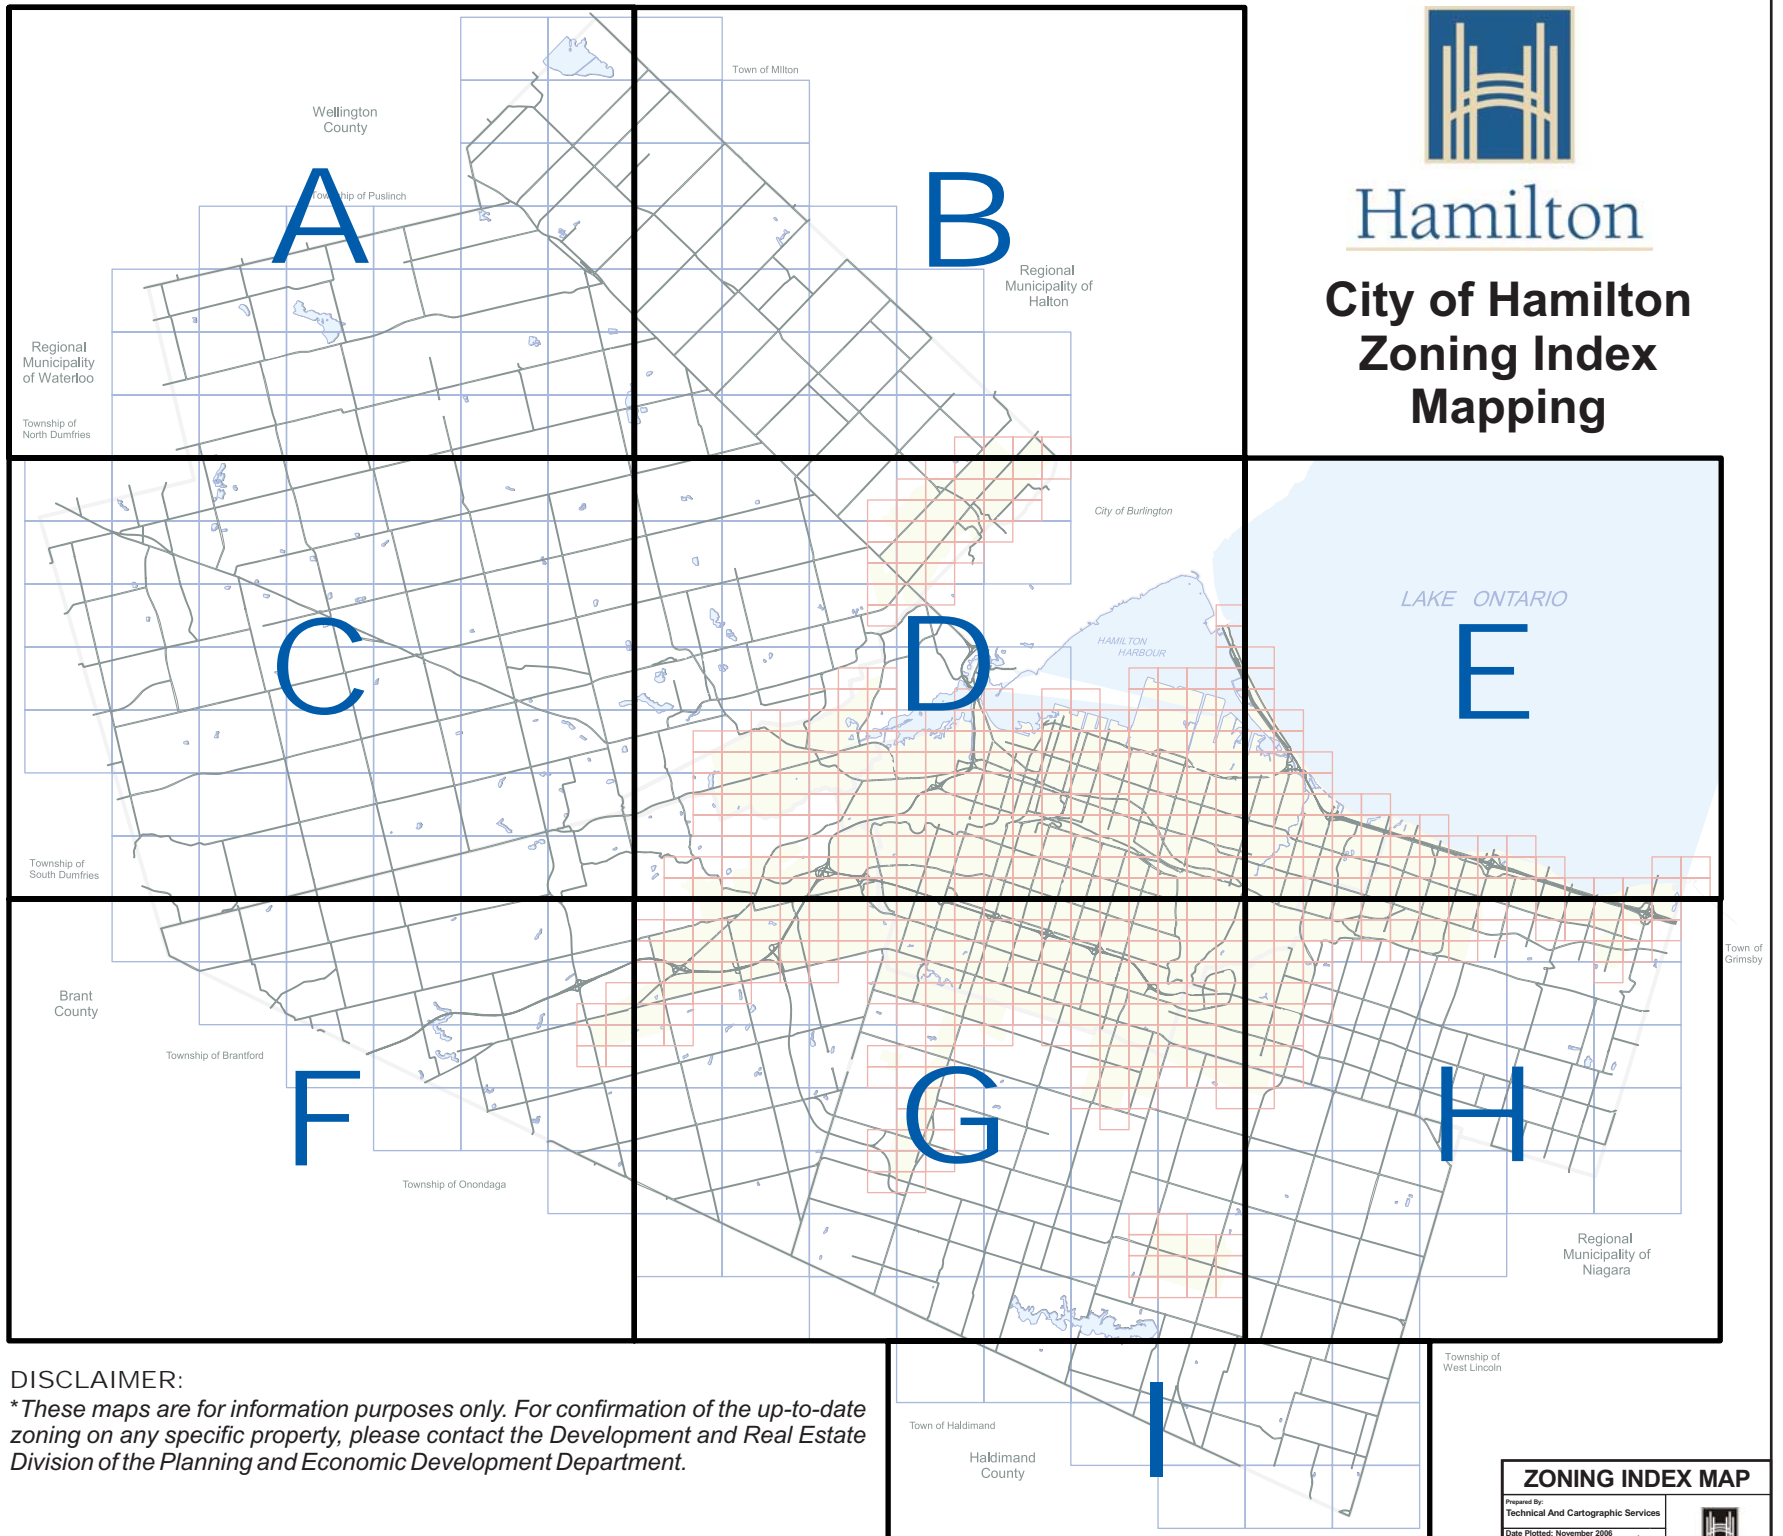 Hamilton
City of Hamilton
Zoning Index
Mapping
Town of Milton
Wellington
County
A
Township of Puslinch
B
Regional
Municipality of
Halton
Regional
Municipality
of Waterloo
Township of
North Dumfries
City of Burlington
LAKE ONTARIO
E
HAMILTON
HARBOUR
C
D
Township of
South Dumfries
Town of
Grimsby
Brant
County
Township of Brantford
F
G
H
Township of Onondaga
Regional
Municipality of
Niagara
Township of
West Lincoln
I
Town of Haldimand
Haldimand
County
DISCLAIMER:
*These maps are for information purposes only. For confirmation of the up-to-date
zoning on any specific property, please contact the Development and Real Estate
Division of the Planning and Economic Development Department.
ZONING INDEX MAP
Prepared By:
Technical And Cartographic Services
Date Plotted: November 2006